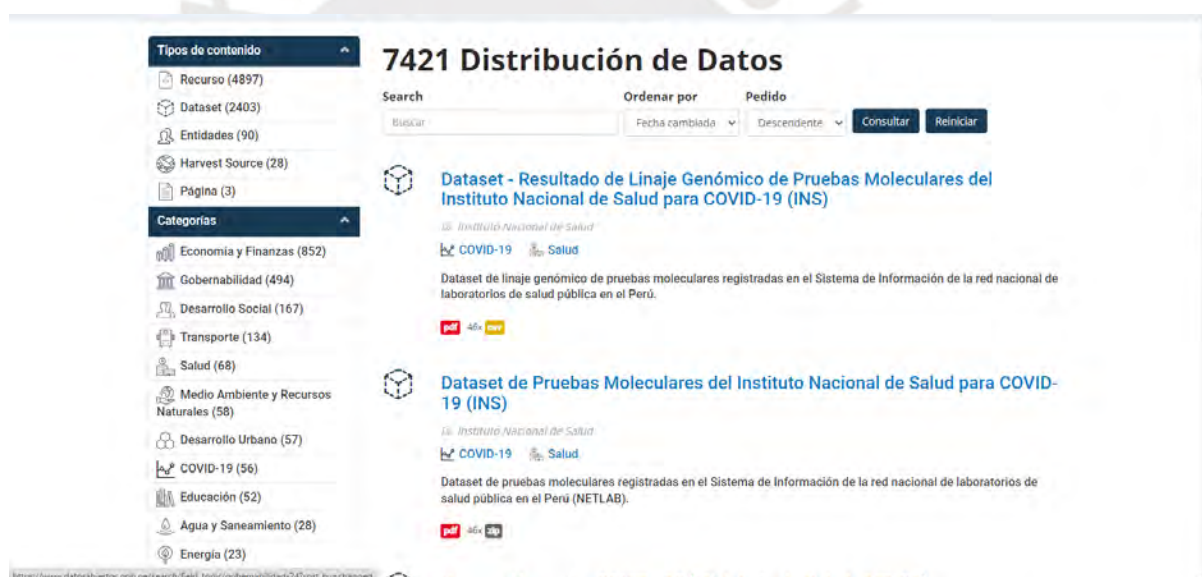 Tipos de contenido
Recurso (4897)
Dataset (2403)
Entidades (90)
Harvest Source (28)
Página (3)
Categorías
Economía y Finanzas (852)
Gobernabilidad (494)
Desarrollo Social (167)
Transporte (134)
Salud (68)
Medio Ambiente y Recursos
Naturales (58)
Desarrollo Urbano (57)
COVID-19 (56)
Educación (52)
Agua y Saneamiento (28)
Energía (23)
7421 Distribución de Datos
Search
Ordenar por
Pedido
Buscar
Fecha cambiada
Descendente
Consultar
Reiniciar
Dataset - Resultado de Linaje Genómico de Pruebas Moleculares del
Instituto Nacional de Salud para COVID-19 (INS)
Instituto Nacional de Salud
COVID-19 Salud
Dataset de linaje genómico de pruebas moleculares registradas en el Sistema de Información de la red nacional de
laboratorios de salud pública en el Perú.
pdf 46x csv
Dataset de Pruebas Moleculares del Instituto Nacional de Salud para COVID-
19 (INS)
Instituto Nacional de Salud
COVID-19 Salud
Dataset de pruebas moleculares registradas en el Sistema de Información de la red nacional de laboratorios de
salud pública en el Perú (NETLAB).
pdf 46x zip